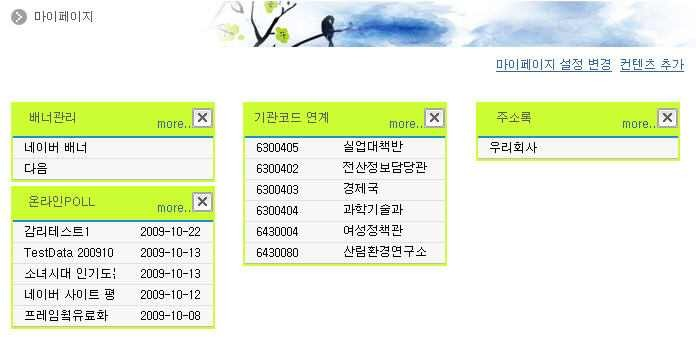 마이페이지
마이페이지 설정 변경 컨텐츠 추가
배너관리 more..
네이버 배너
다음
온라인POLL more..
감리테스트1 2009-10-22
TestData 200910 2009-10-13
소녀시대 인기도 2009-10-13
네이버 사이트 평 2009-10-12
프레임웍유료화 2009-10-08
기관코드 연계 more..
6300405 실업대책반
6300402 전산정보담당관
6300403 경제국
6300404 과학기술과
6430004 여성정책관
6430080 산림환경연구소
주소록 more..
우리회사